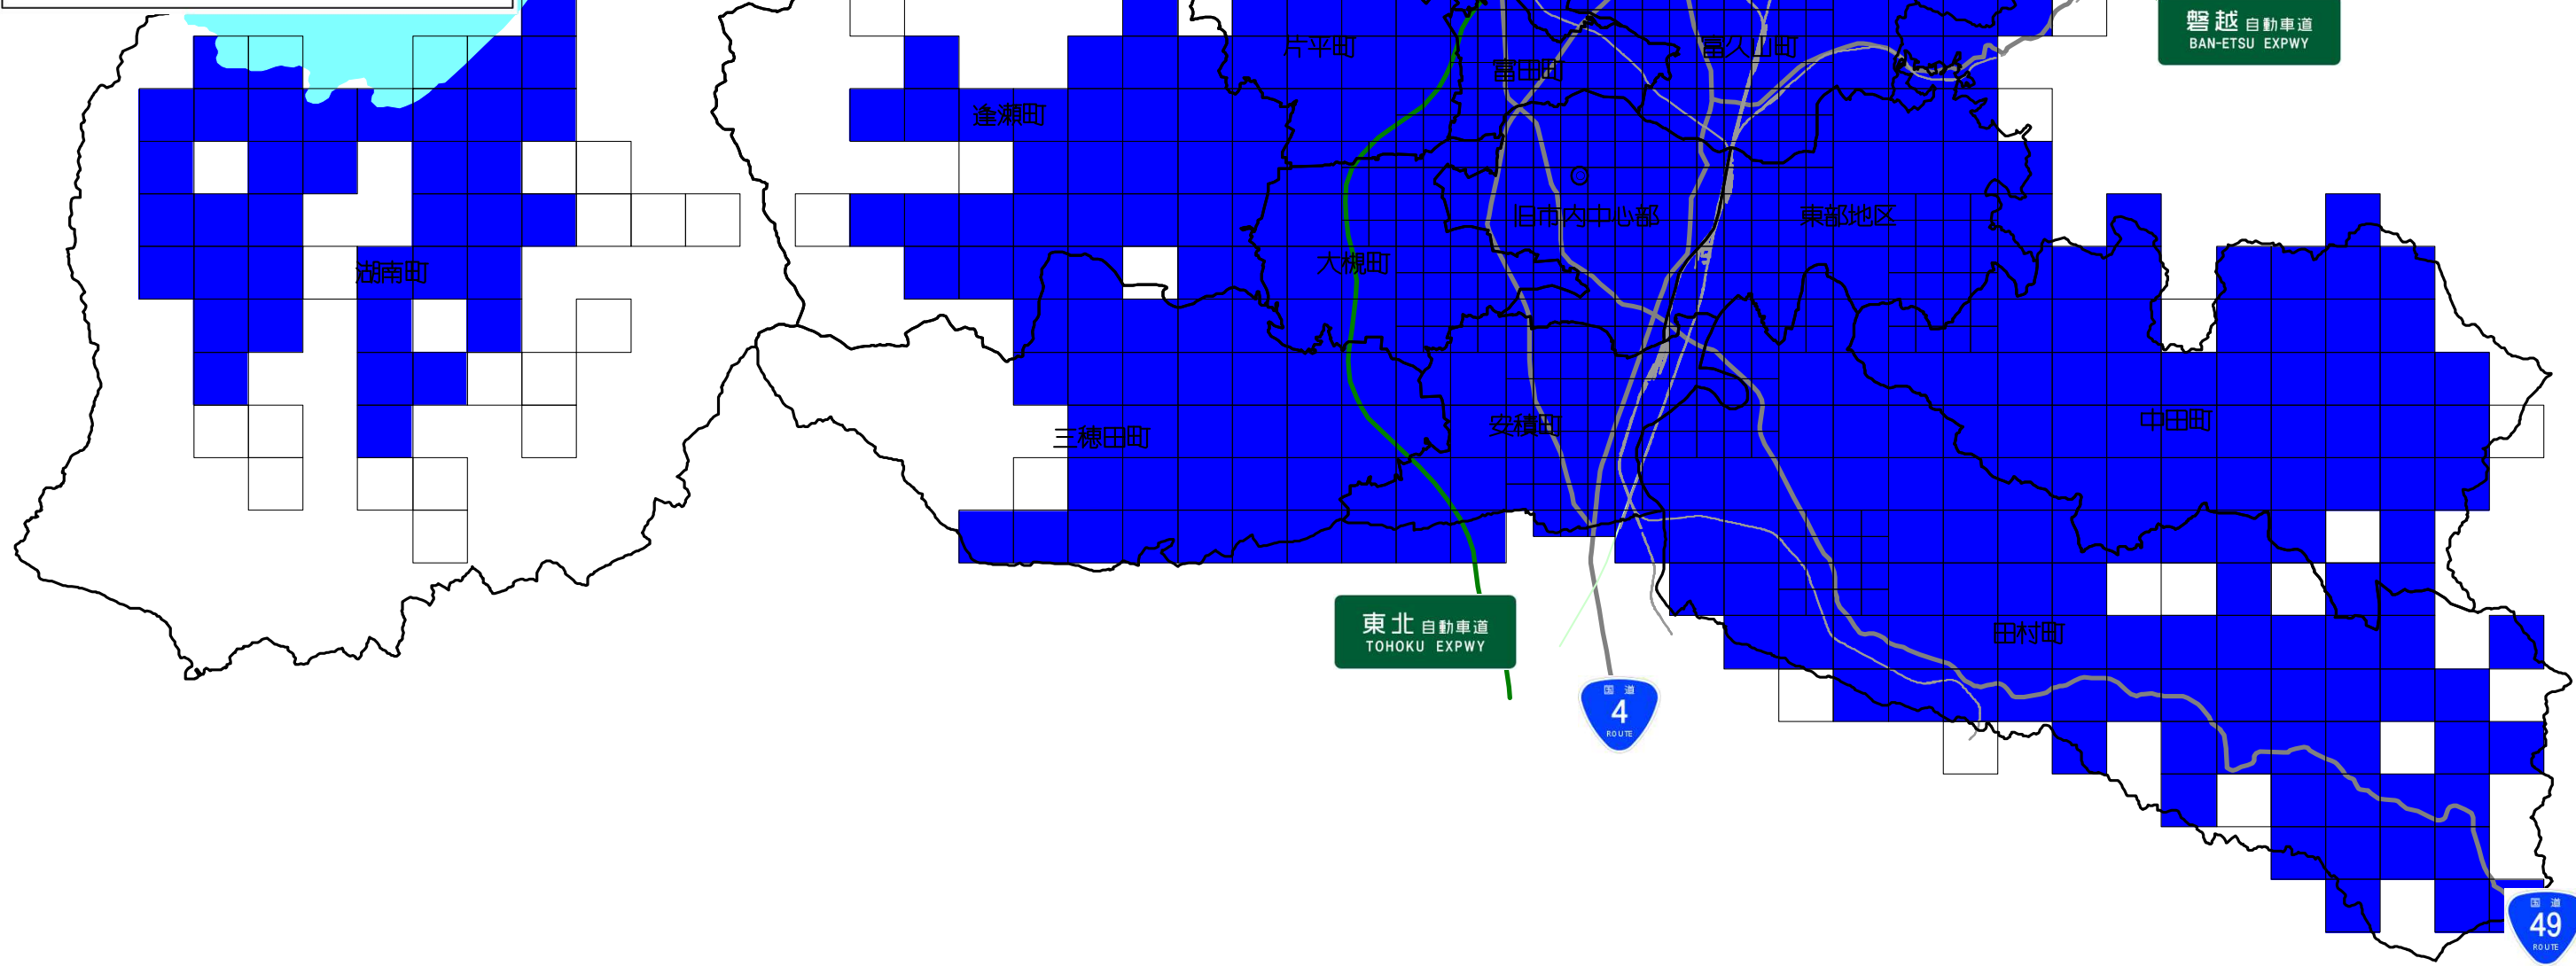 磐越 自動車道
BAN-ETSU EXPWY
片平町
富久山町
富田町
逢瀬町
旧市内中心部
東部地区
大槻町
湖南町
中田町
安積町
三穂田町
東北 自動車道
TOHOKU EXPWY
田村町
国道
4
ROUTE
国道
49
ROUTE